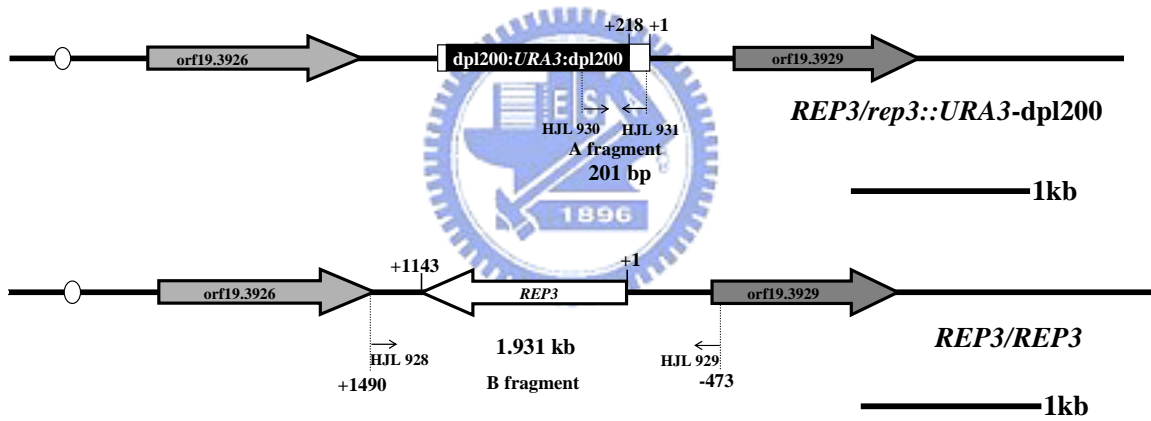 +218 +1
orf19.3926
dpl200:URA3:dpl200
orf19.3929
E S
HJL 930
HJL 931
A fragment
201 bp
REP3/rep3::URA3-dpl200
1kb
1896
+1143
+1
orf19.3926
REP3
orf19.3929
HJL 928
1.931 kb
HJL 929
REP3/REP3
+1490
B fragment
-473
1kb